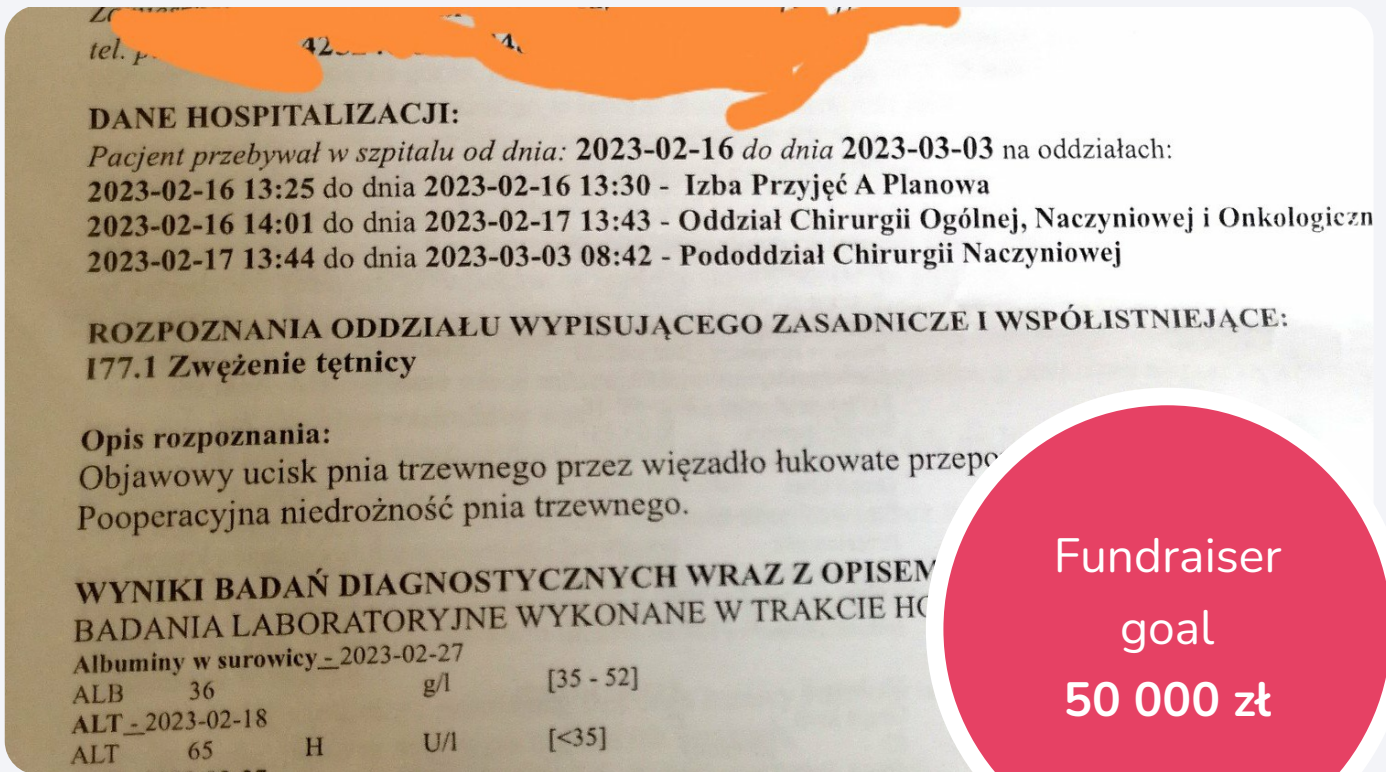 tel.
DANE HOSPITALIZACJI:
Pacjent przebywał w szpitalu od dnia: 2023-02-16 do dnia 2023-03-03 na oddziałach:
2023-02-16 13:25 do dnia 2023-02-16 13:30 - Izba Przyjęć A Planowa
2023-02-16 14:01 do dnia 2023-02-17 13:43 - Oddział Chirurgii Ogólnej, Naczyniowej i Onkologiczn
2023-02-17 13:44 do dnia 2023-03-03 08:42 - Pododdział Chirurgii Naczyniowej
ROZPOZNANIA ODDZIAŁU WYPISUJĄCEGO ZASADNICZE I WSPÓŁISTNIEJĄCE:
I77.1 Zwężenie tętnicy
Opis rozpoznania:
Objawowy ucisk pnia trzewnego przez więzadło łukowate przepo
Pooperacyjna niedrożność pnia trzewnego.
WYNIKI BADAŃ DIAGNOSTYCZNYCH WRAZ Z OPISEM
BADANIA LABORATORYJNE WYKONANE W TRAKCIE HO
Albuminy w surowicy - 2023-02-27
ALB 36 g/l [35 - 52]
ALT - 2023-02-18
ALT 65 H U/l [<35]
Fundraiser
goal
50 000 zł